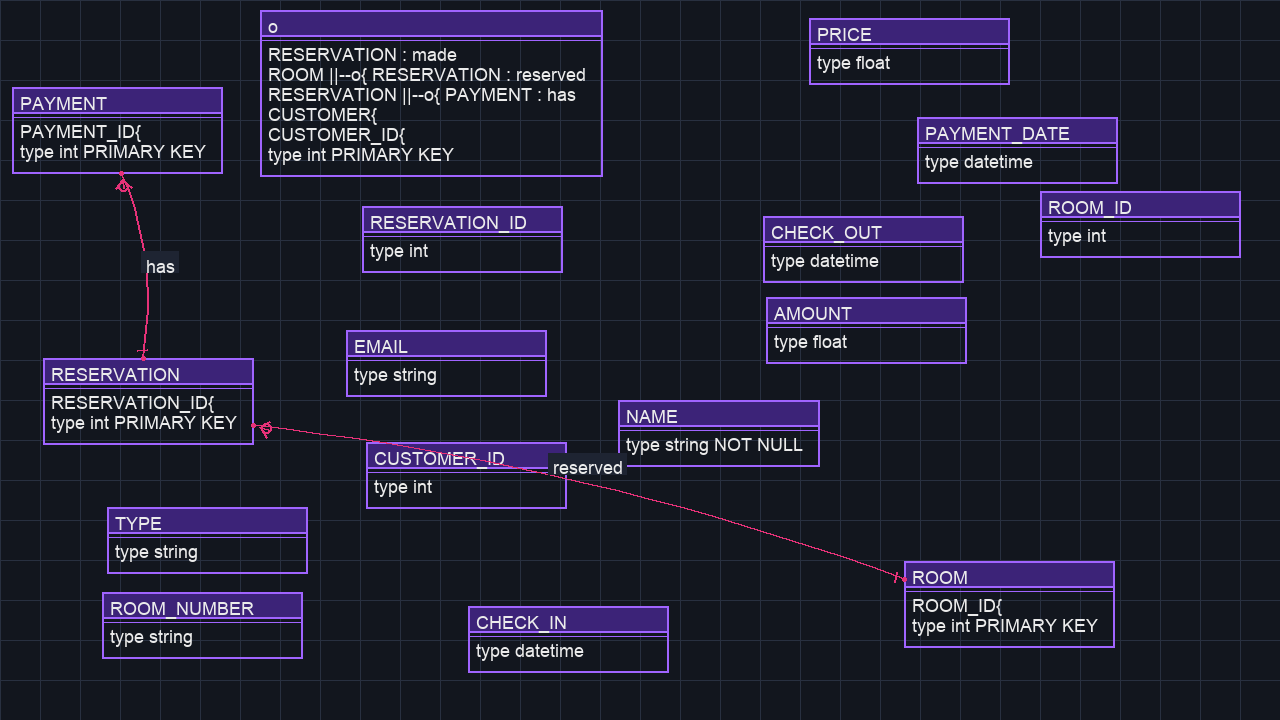 o
RESERVATION : made
ROOM ||--o{ RESERVATION : reserved
RESERVATION ||--o{ PAYMENT : has
CUSTOMER{
CUSTOMER_ID{
type int PRIMARY KEY
PRICE
type float
PAYMENT
PAYMENT_ID{
type int PRIMARY KEY
PAYMENT_DATE
type datetime
ROOM_ID
type int
RESERVATION_ID
type int
CHECK_OUT
type datetime
has
AMOUNT
type float
EMAIL
type string
RESERVATION
RESERVATION_ID{
type int PRIMARY KEY
NAME
type string NOT NULL
CUSTOMER_ID
type int
reserved
TYPE
type string
ROOM
ROOM_ID{
type int PRIMARY KEY
ROOM_NUMBER
type string
CHECK_IN
type datetime